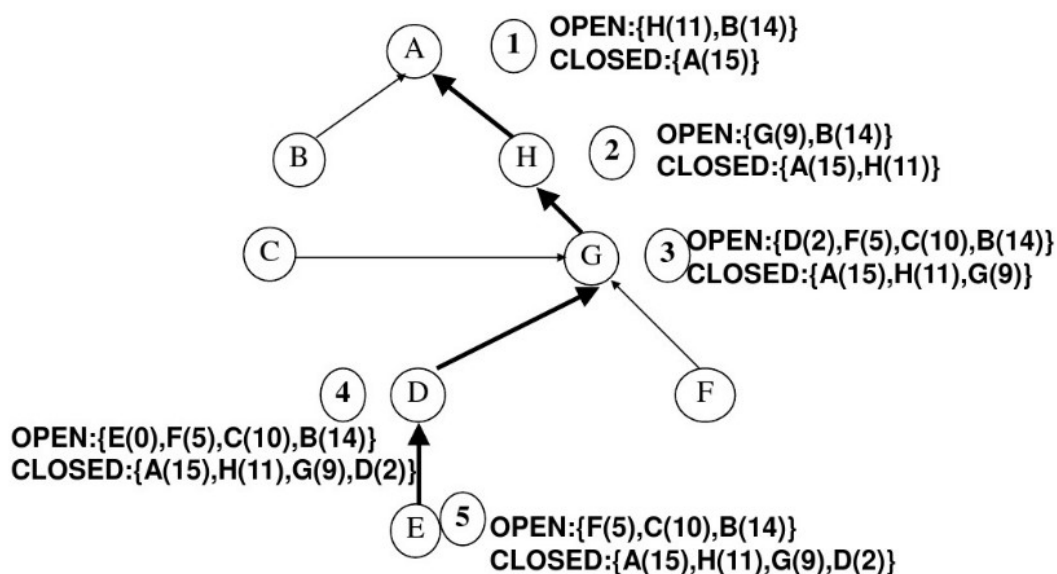 A
1
OPEN:{H(11),B(14)}
CLOSED:{A(15)}
B
H
2
OPEN:{G(9),B(14)}
CLOSED:{A(15),H(11)}
C
G
3
OPEN:{D(2),F(5),C(10),B(14)}
CLOSED:{A(15),H(11),G(9)}
4
D
F
OPEN:{E(0),F(5),C(10),B(14)}
CLOSED:{A(15),H(11),G(9),D(2)}
E
5
OPEN:{F(5),C(10),B(14)}
CLOSED:{A(15),H(11),G(9),D(2)}